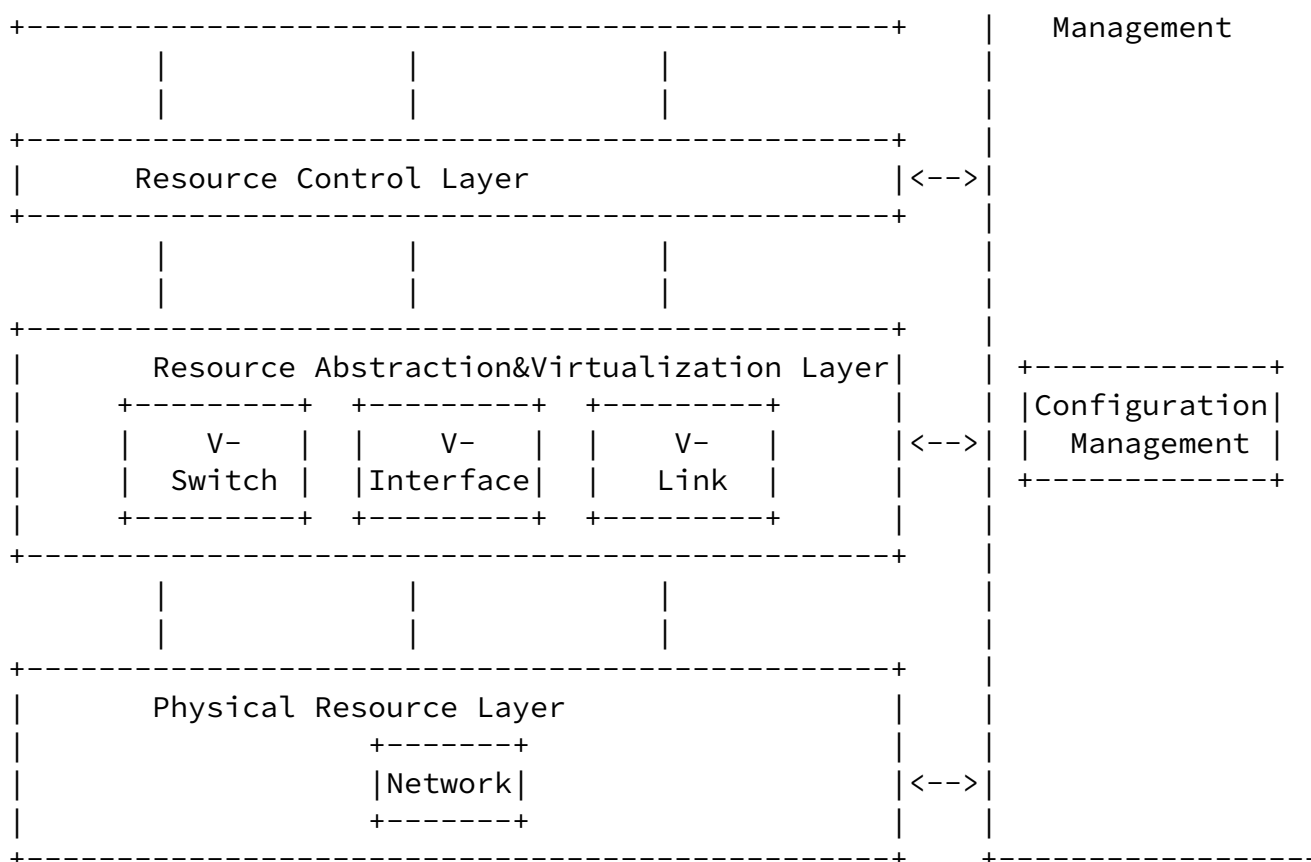 Management
Resource Control Layer
<-->
Resource Abstraction&Virtualization Layer
Configuration
V- V- V- <--> Management
Switch Interface Link
Physical Resource Layer
Network <-->